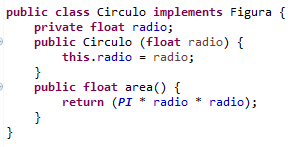 public class Circulo implements Figura {
    private float radio;
    public Circulo (float radio) {
        this.radio = radio;
    }
    public float area() {
        return (PI * radio * radio);
    }
}